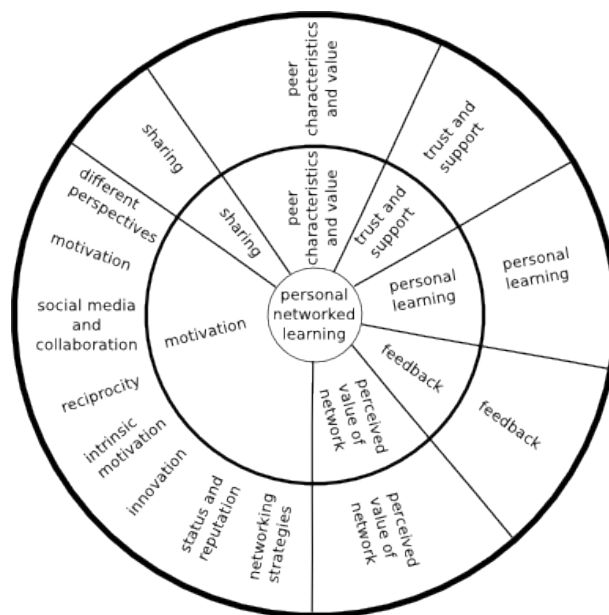 peer
characteristics
and value
trust and
support
sharing
different
perspectives
motivation
social media
and
collaboration
reciprocity
intrinsic
motivation
innovation
status and
reputation
networking
strategies
perceived
value of
network
feedback
personal
learning
peer
characteristics
and value
trust and
support
sharing
personal
learning
motivation
feedback
perceived
value of
network
personal
networked
learning